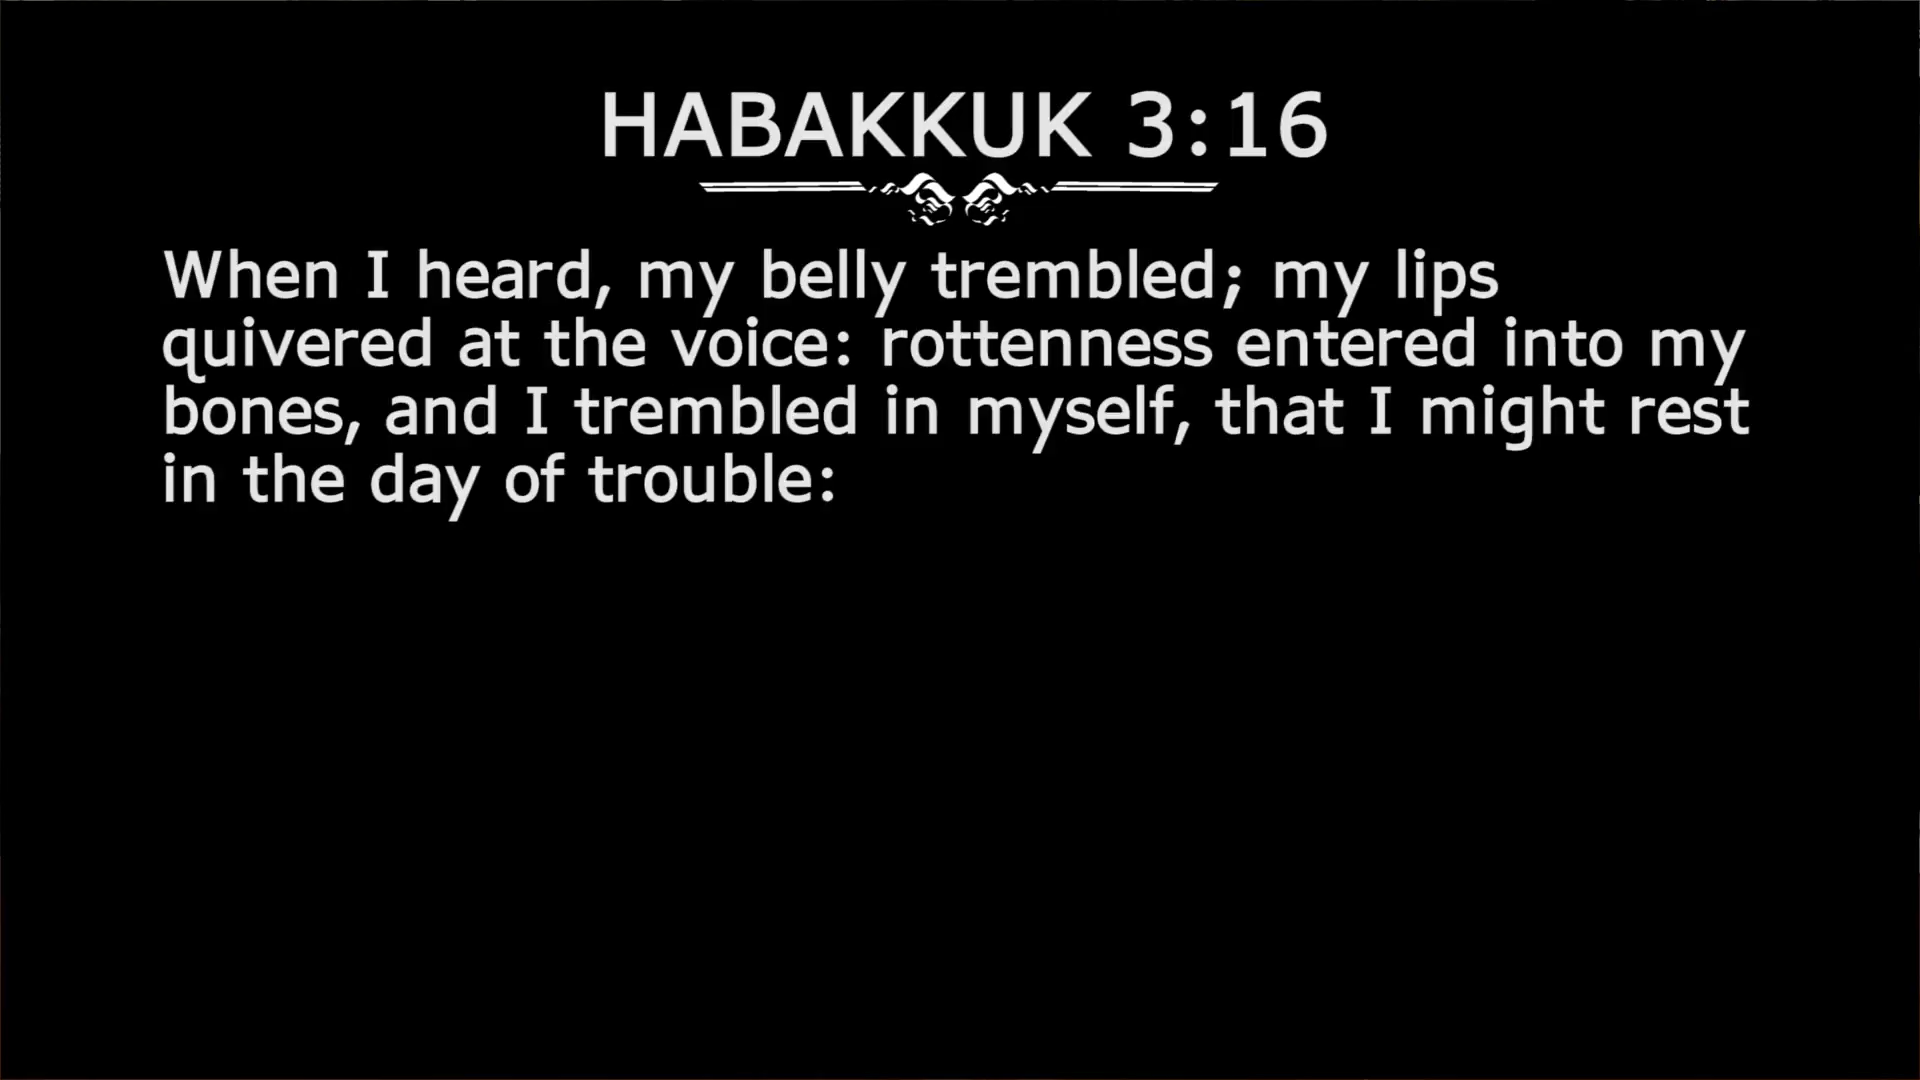 HABAKKUK 3:16
When I heard, my belly trembled; my lips
quivered at the voice: rottenness entered into my
bones, and I trembled in myself, that I might rest
in the day of trouble: